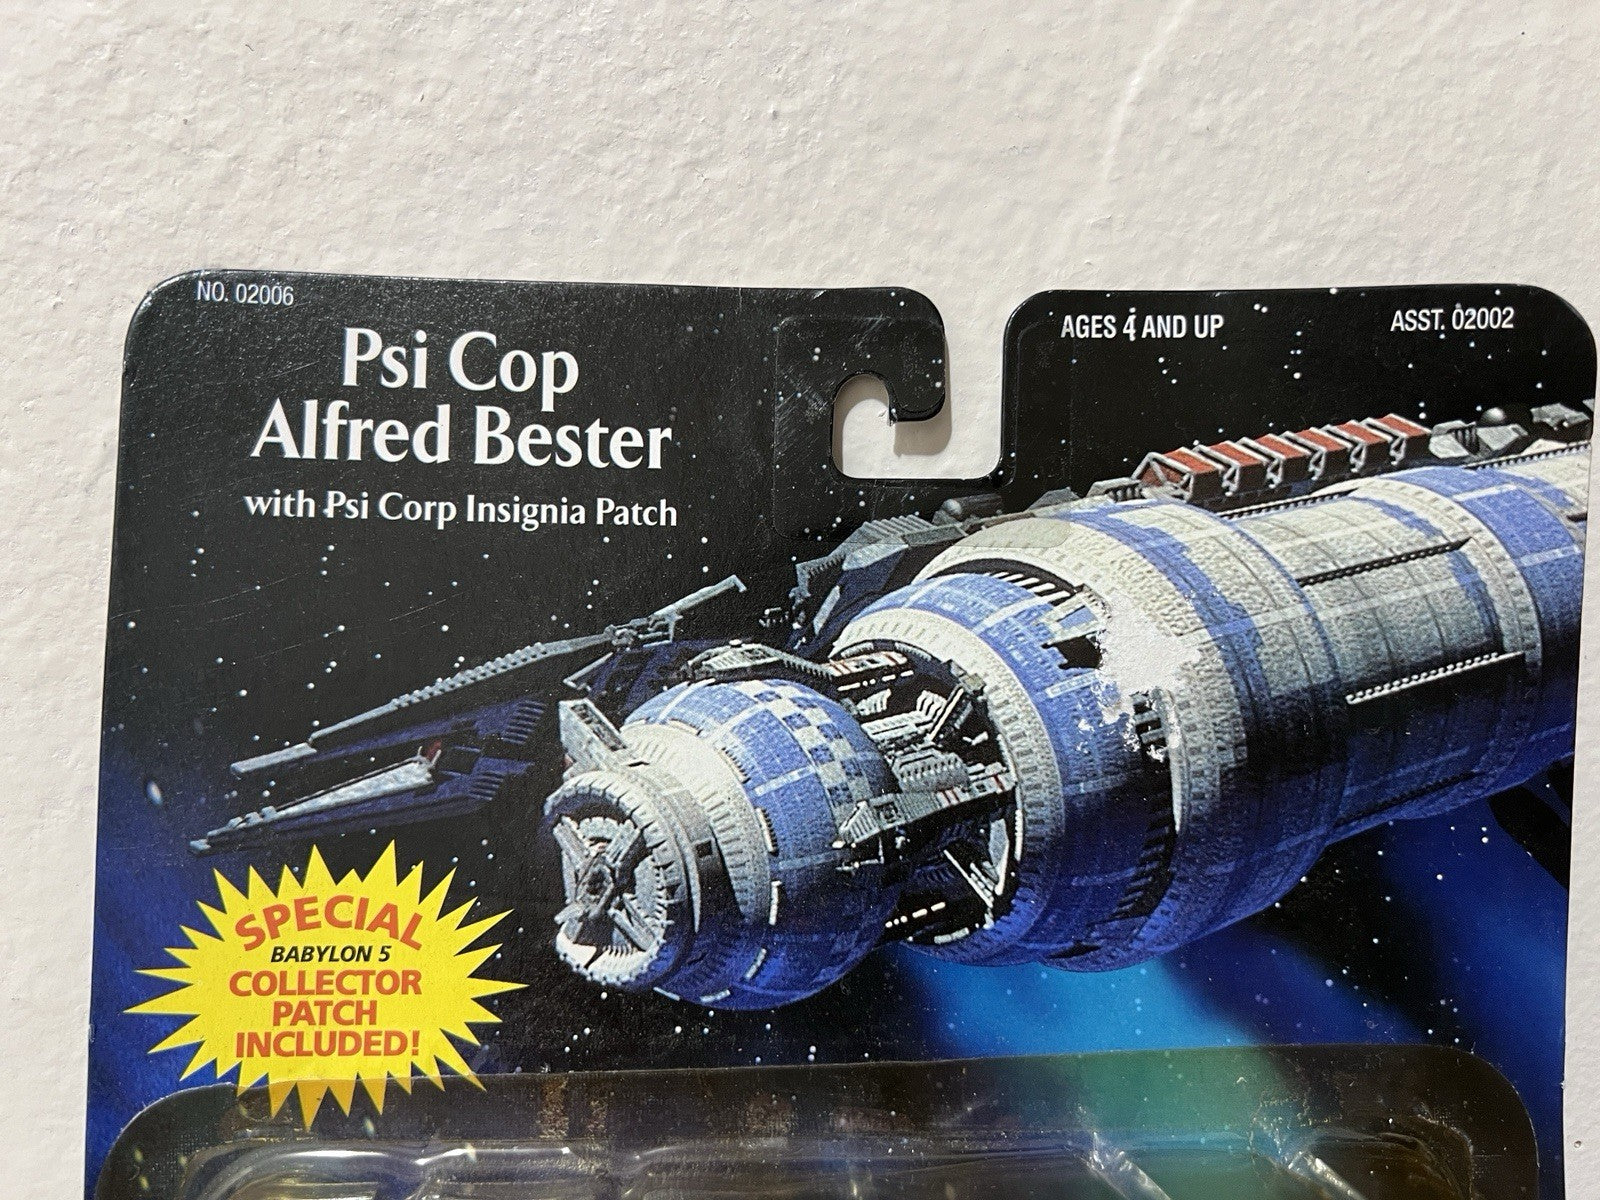 NO. 02006
AGES 4 AND UP
ASST. 02002
Psi Cop
Alfred Bester
with Psi Corp Insignia Patch
SPECIAL
BABYLON 5
COLLECTOR
PATCH
INCLUDED!